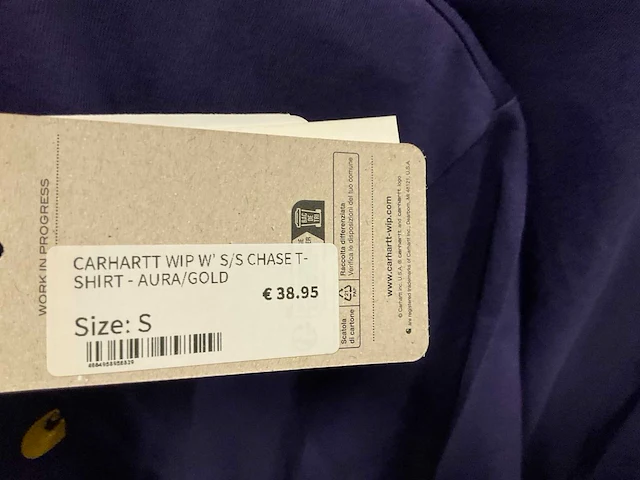 WORK IN PROGRESS
CARHARTT WIP W' S/S CHASE T-
SHIRT - AURA/GOLD
€ 38.95
Size: S
Raccolta differenziata
Verifica le disposizioni del tuo comune
Scatola
di cartone
PAP
www.carhartt-wip.com